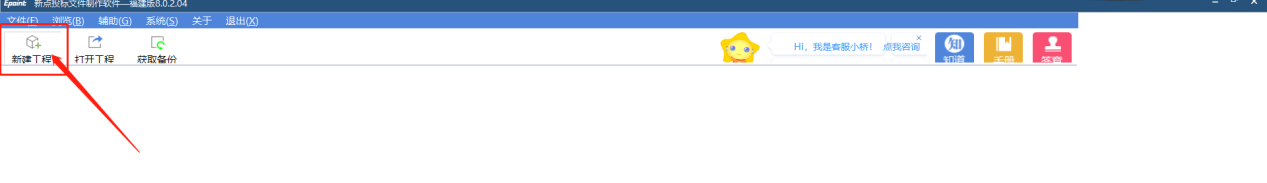 Epoint 新点投标文件制作软件—福建版8.0.2.04
文件(F) 浏览(B) 辅助(G) 系统(S) 关于 退出(X)
新建工程 打开工程 获取备份 Hi，我是客服小桥！ 点我咨询 知道 手册 答疑